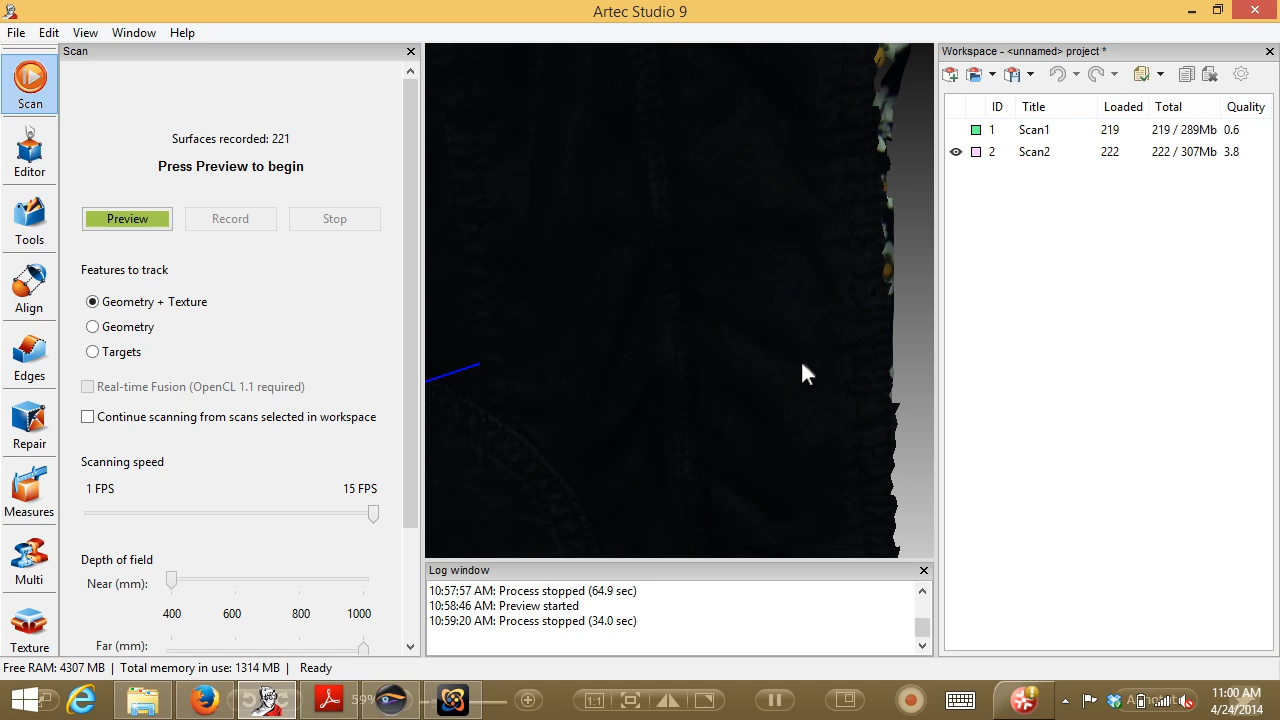 Artec Studio 9
File Edit View Window Help
Scan
Workspace - <unnamed> project *
Scan
Editor
Tools
Align
Edges
Repair
Measures
Multi
Texture
Surfaces recorded: 221
Press Preview to begin
Preview Record Stop
Features to track
Geometry + Texture
Geometry
Targets
Real-time Fusion (OpenCL 1.1 required)
Continue scanning from scans selected in workspace
Scanning speed
1 FPS 15 FPS
Depth of field
Near (mm):
400 600 800 1000
Far (mm):
Log window
10:57:57 AM: Process stopped (64.9 sec)
10:58:46 AM: Preview started
10:59:20 AM: Process stopped (34.0 sec)
ID Title Loaded Total Quality
1 Scan1 219 219 / 289Mb 0.6
2 Scan2 222 222 / 307Mb 3.8
Free RAM: 4307 MB | Total memory in use: 1314 MB | Ready
59%
1:1
11:00 AM
4/24/2014